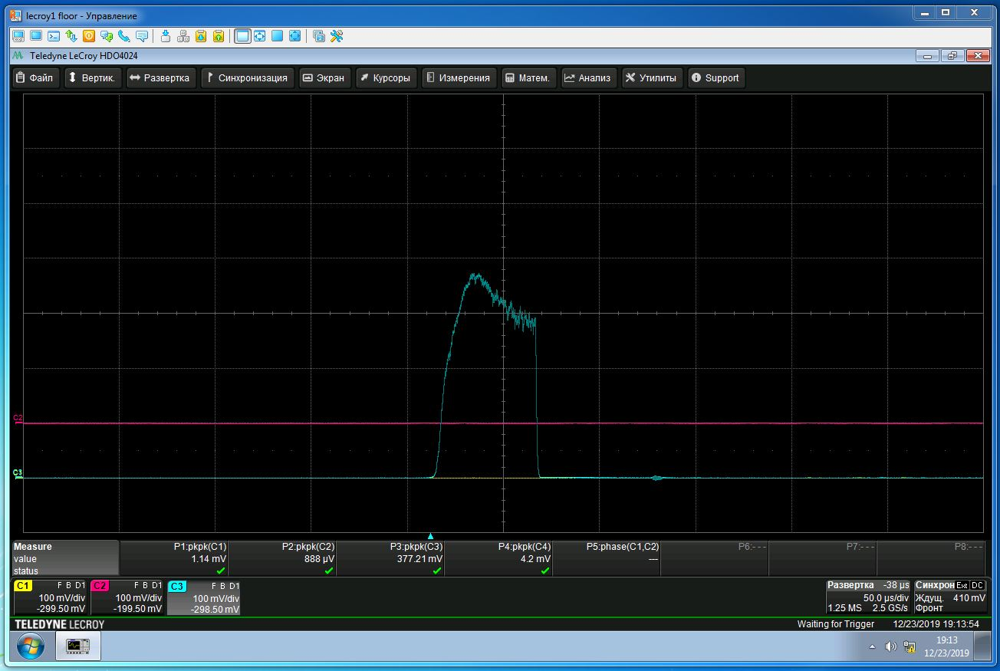 lecroy1 floor - Управление
Teledyne LeCroy HDO4024
Файл Вертик. Развертка Синхронизация Экран Курсоры Измерения Матем. Анализ Утилиты Support
C2
C3
Measure P1:pkpk(C1) P2:pkpk(C2) P3:pkpk(C3) P4:pkpk(C4) P5:phase(C1,C2) P6:--- P7:--- P8:---
value 1.14 mV 888 µV 377.21 mV 4.2 mV ---
status
C1 F B D1 C2 F B D1 C3 F B D1 Развертка -38 µs Синхрон Ext DC
100 mV/div 100 mV/div 100 mV/div 50.0 µs/div Ждущ. 410 mV
-299.50 mV -199.50 mV -298.50 mV 1.25 MS 2.5 GS/s Фронт
TELEDYNE LECROY Waiting for Trigger 12/23/2019 19:13:54
19:13
12/23/2019